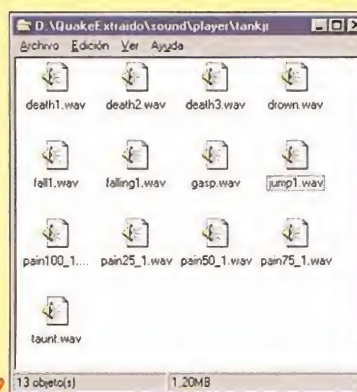 D:\QuakeExtraido\sound\player\tankjr
Archivo Edición Ver Ayuda
death1.wav death2.wav death3.wav drown.wav
fall1.wav falling1.wav gasp.wav jump1.wav
pain100_1.... pain25_1.wav pain50_1.wav pain75_1.wav
taunt.wav
13 objeto(s) 1.20MB